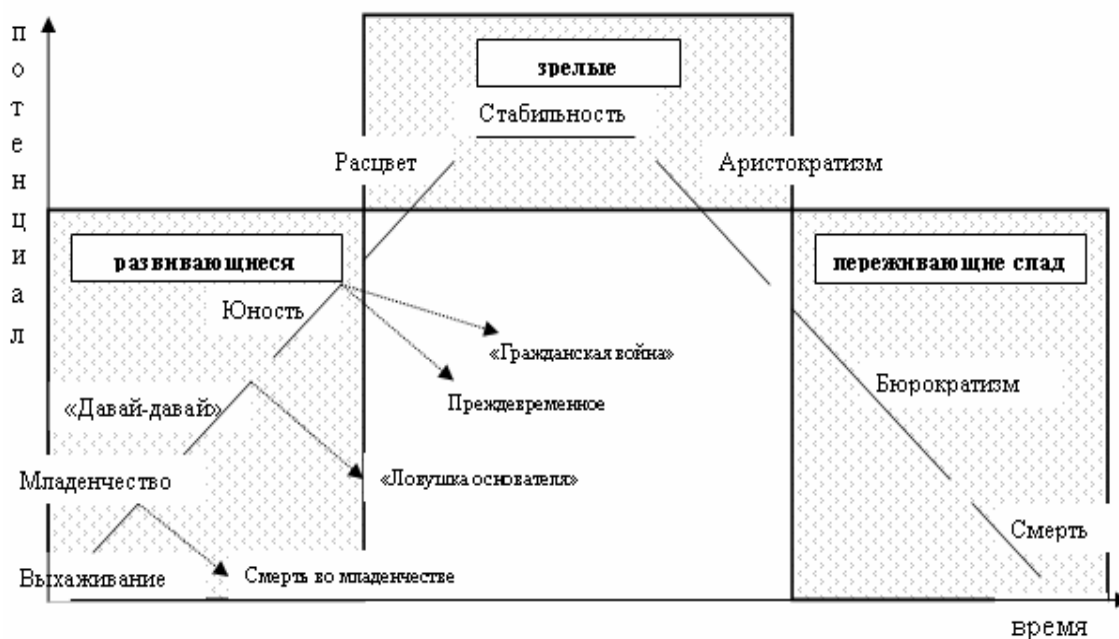 потенциал
зрелые
Стабильность
Расцвет
Аристократизм
развивающиеся
переживающие спад
Юность
«Гражданская война»
Бюрократизм
«Давай-давай»
Преждевременное
Младенчество
«Ловушка основателя»
Смерть
Выхаживание
Смерть во младенчестве
время